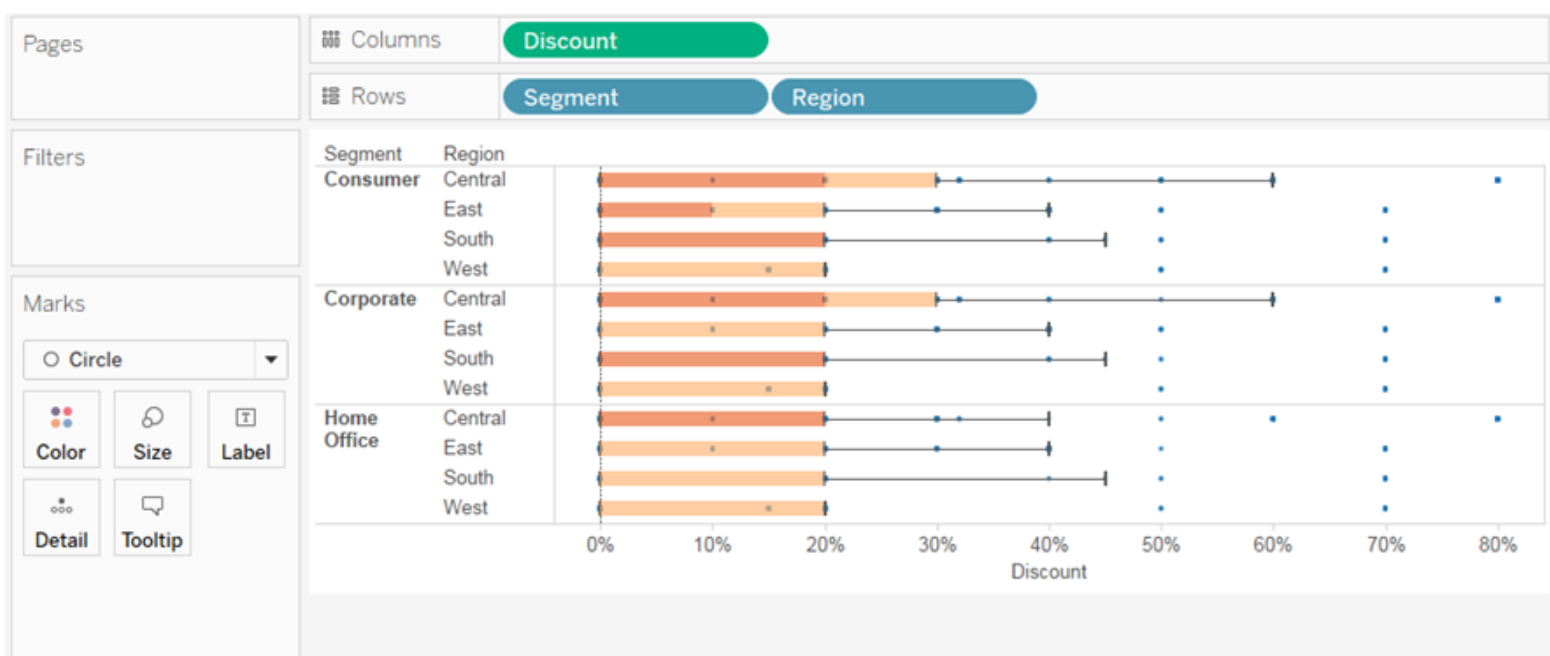 Pages
Columns
Discount
Rows
Segment Region
Filters
Segment Region
Consumer Central
East
South
West
Marks
Corporate Central
East
Circle
South
West
Home Office Central
Color Size Label
East
South
West
Detail Tooltip
0% 10% 20% 30% 40% 50% 60% 70% 80%
Discount